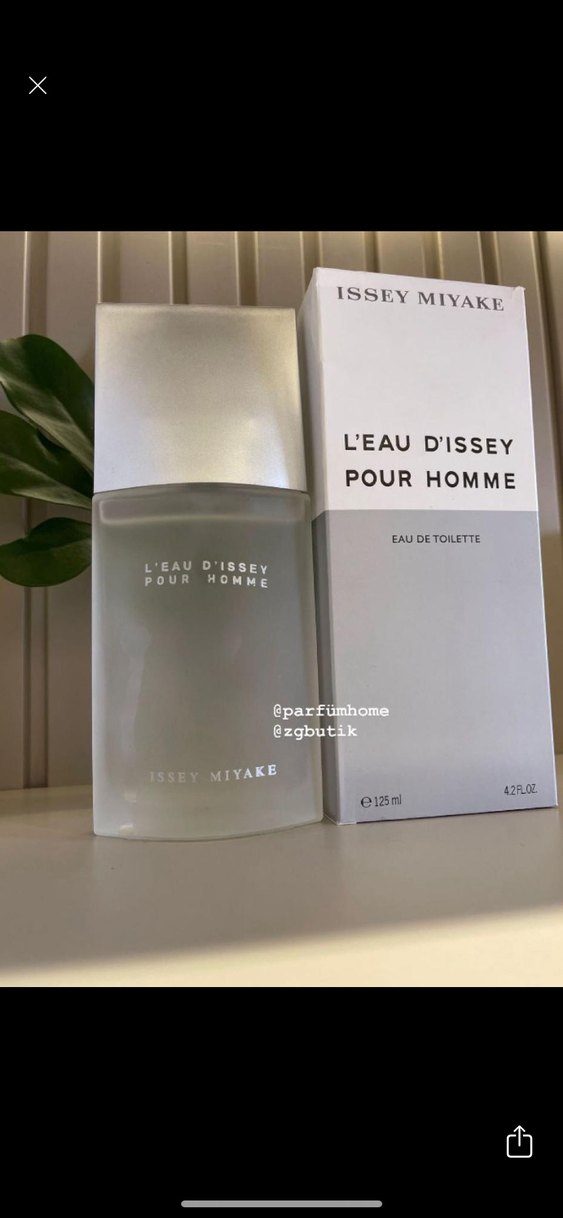 ISSEY MIYAKE
L'EAU D'ISSEY
POUR HOMME
EAU DE TOILETTE
L'EAU D'ISSEY
POUR HOMME
@parfümhome
@zgbutik
ISSEY MIYAKE
℮ 125 ml
4.2 FL.OZ.